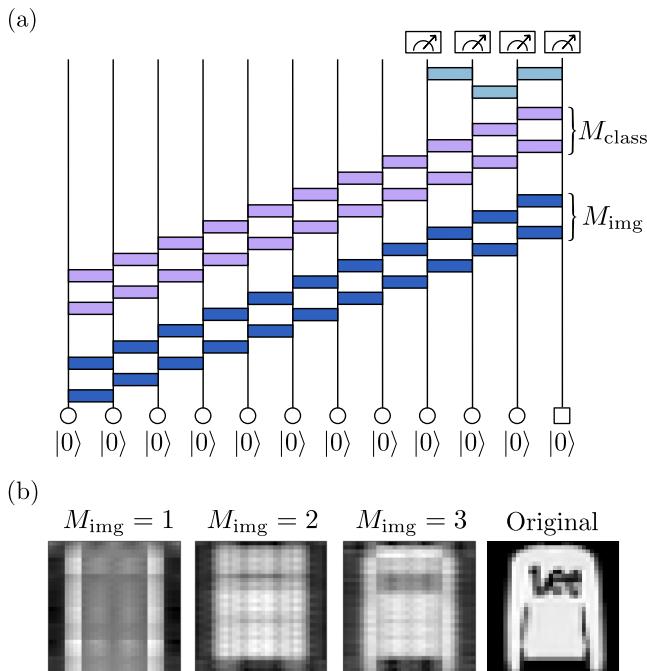 (a)
M_class
M_img
|0⟩ |0⟩ |0⟩ |0⟩ |0⟩ |0⟩ |0⟩ |0⟩ |0⟩ |0⟩ |0⟩ |0⟩
(b)
M_img = 1 M_img = 2 M_img = 3 Original
Lee